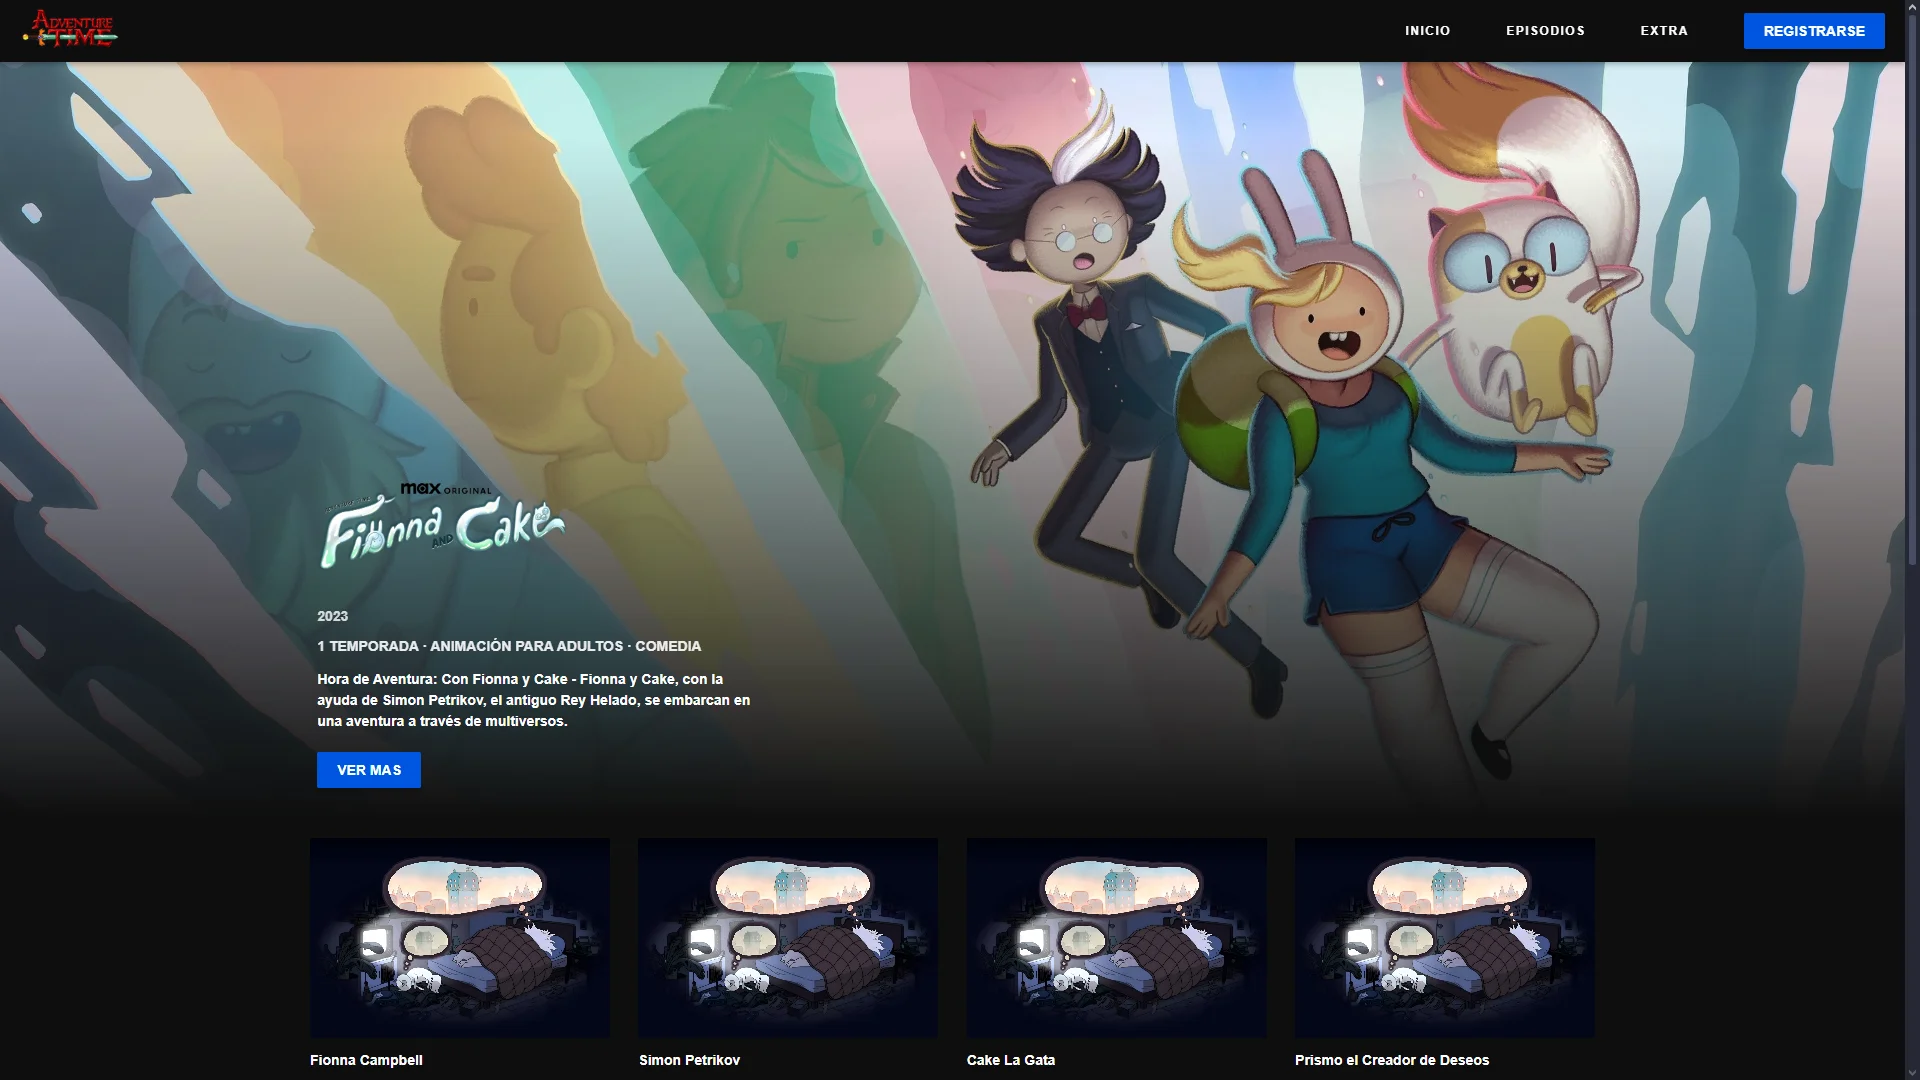 ADVENTURE
TIME
INICIO
EPISODIOS
EXTRA
REGISTRARSE
max ORIGINAL
Fionna
AND
Cake
2023
1 TEMPORADA · ANIMACIÓN PARA ADULTOS · COMEDIA
Hora de Aventura: Con Fionna y Cake - Fionna y Cake, con la
ayuda de Simon Petrikov, el antiguo Rey Helado, se embarcan en
una aventura a través de multiversos.
VER MAS
Fionna Campbell
Simon Petrikov
Cake La Gata
Prismo el Creador de Deseos